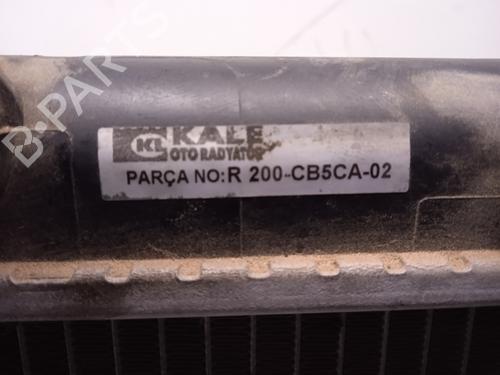 KALE
KL OTO RADYATÖR
PARÇA NO:R 200-CB5CA-02
B-PARTS